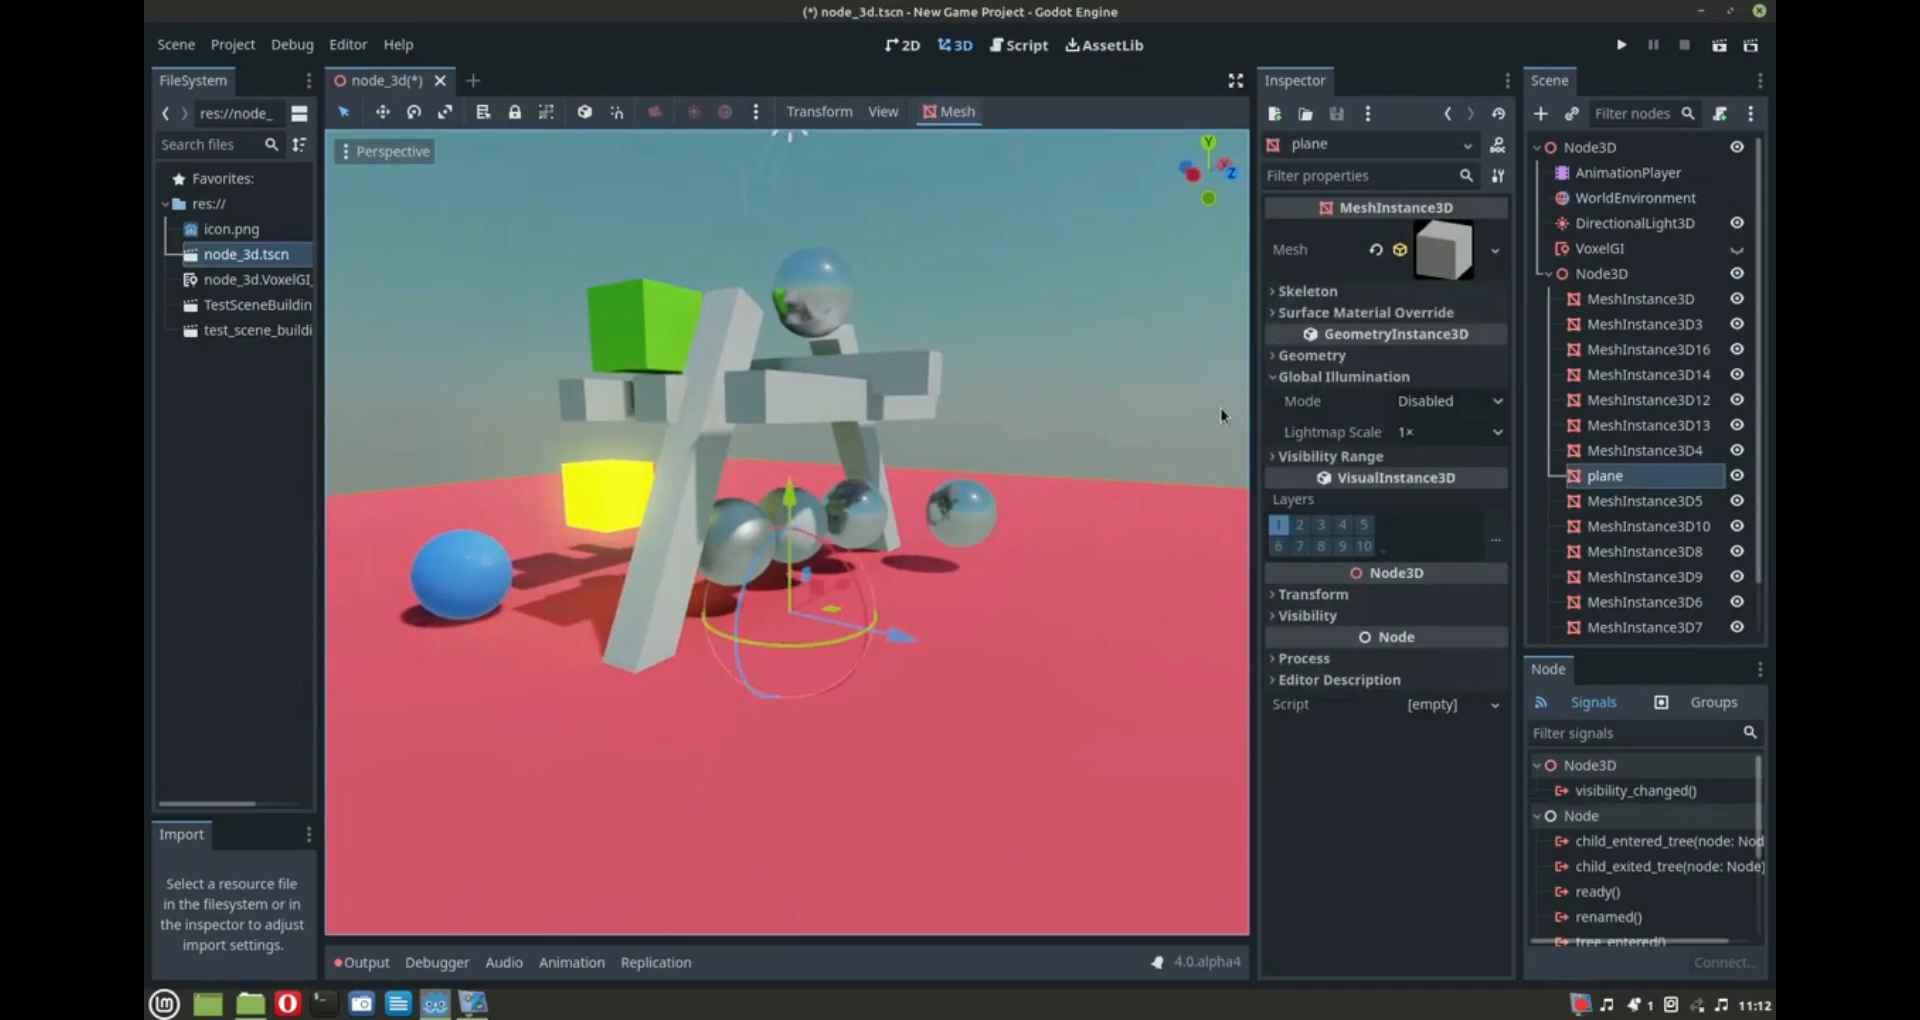 (*) node_3d.tscn - New Game Project - Godot Engine
Scene Project Debug Editor Help
2D 3D Script AssetLib
FileSystem
res://node_
Search files
Favorites:
res://
icon.png
node_3d.tscn
node_3d.VoxelGI_
TestSceneBuildin
test_scene_buildi
Import
Select a resource file
in the filesystem or in
the inspector to adjust
import settings.
node_3d(*)
Transform View Mesh
Perspective
Y
X
Z
Output Debugger Audio Animation Replication
4.0.alpha4
Inspector
plane
Filter properties
MeshInstance3D
Mesh
Skeleton
Surface Material Override
GeometryInstance3D
Geometry
Global Illumination
Mode Disabled
Lightmap Scale 1×
Visibility Range
VisualInstance3D
Layers
1 2 3 4 5
6 7 8 9 10
...
Node3D
Transform
Visibility
Node
Process
Editor Description
Script [empty]
Scene
Filter nodes
Node3D
AnimationPlayer
WorldEnvironment
DirectionalLight3D
VoxelGI
Node3D
MeshInstance3D
MeshInstance3D3
MeshInstance3D16
MeshInstance3D14
MeshInstance3D12
MeshInstance3D13
MeshInstance3D4
plane
MeshInstance3D5
MeshInstance3D10
MeshInstance3D8
MeshInstance3D9
MeshInstance3D6
MeshInstance3D7
Node
Signals Groups
Filter signals
Node3D
visibility_changed()
Node
child_entered_tree(node: Nod
child_exited_tree(node: Node)
ready()
renamed()
tree_entered()
Connect...
1
11:12